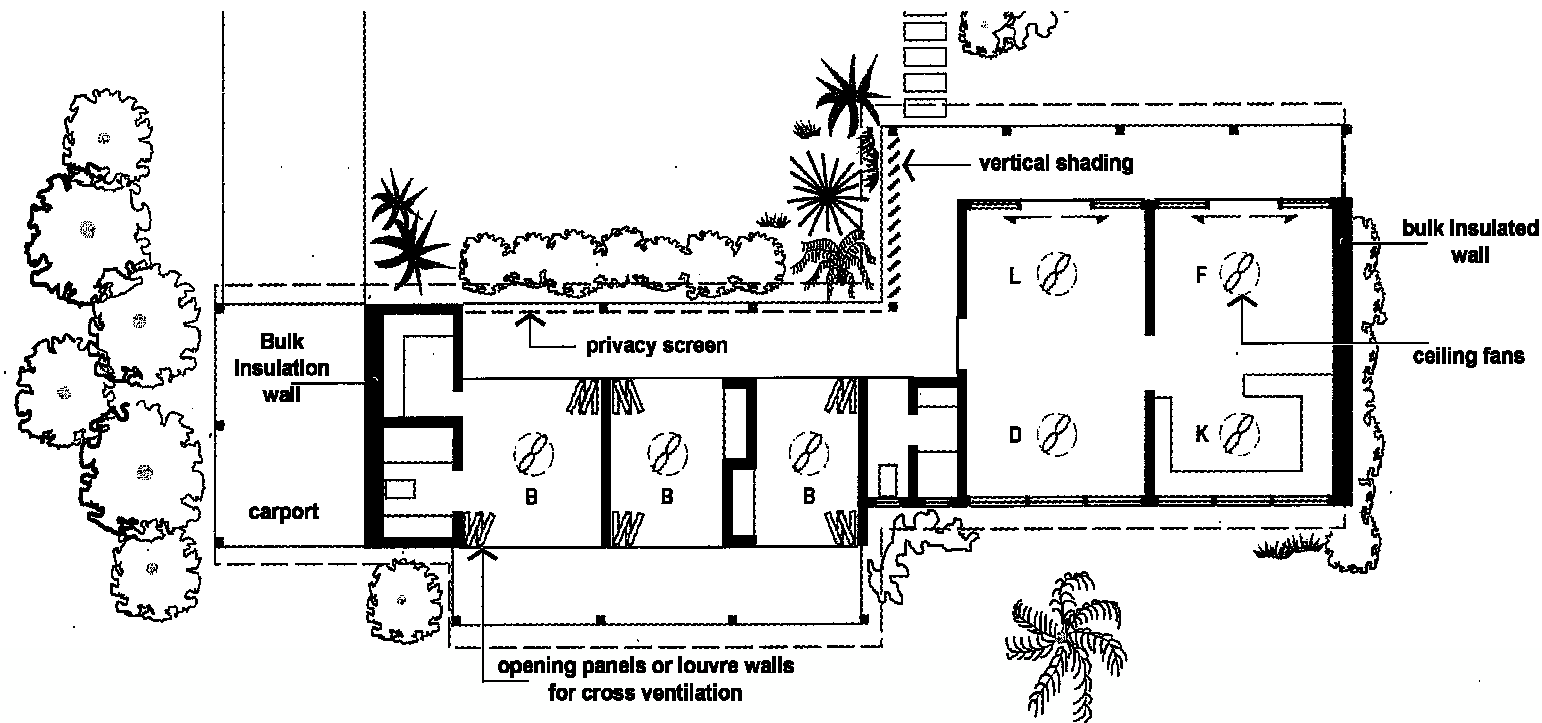 vertical shading
bulk Insulated
wall
L
F
Bulk
Insulation
wall
privacy screen
ceiling fans
D
K
B
B
B
carport
opening panels or louvre walls
for cross ventilation